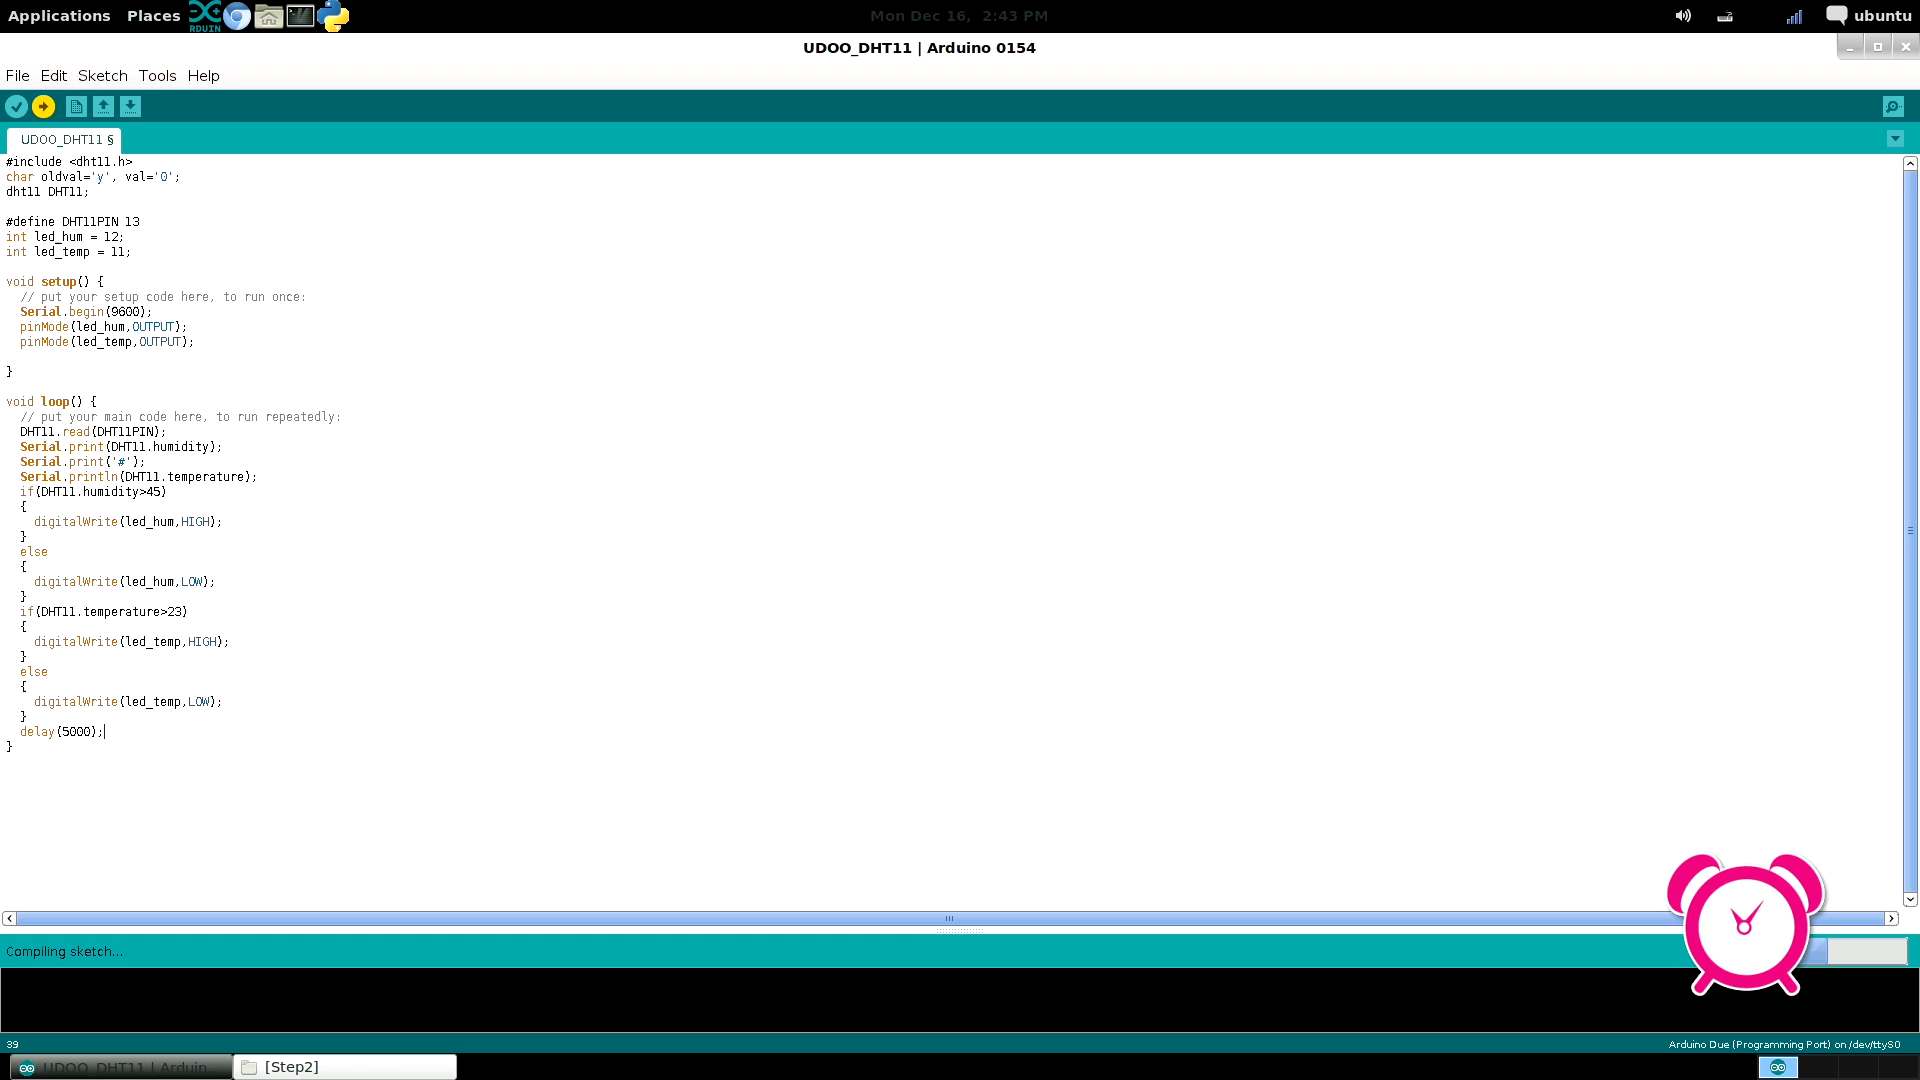 Applications Places Mon Dec 16, 2:43 PM ubuntu
RDUIN
UDOO_DHT11 | Arduino 0154
File Edit Sketch Tools Help
UDOO_DHT11 §
#include <dht11.h>
char oldval='y', val='0';
dht11 DHT11;
#define DHT11PIN 13
int led_hum = 12;
int led_temp = 11;
void setup() {
// put your setup code here, to run once:
Serial.begin(9600);
pinMode(led_hum,OUTPUT);
pinMode(led_temp,OUTPUT);
}
void loop() {
// put your main code here, to run repeatedly:
DHT11.read(DHT11PIN);
Serial.print(DHT11.humidity);
Serial.print('#');
Serial.println(DHT11.temperature);
if(DHT11.humidity>45)
{
digitalWrite(led_hum,HIGH);
}
else
{
digitalWrite(led_hum,LOW);
}
if(DHT11.temperature>23)
{
digitalWrite(led_temp,HIGH);
}
else
{
digitalWrite(led_temp,LOW);
}
delay(5000);
}
Compiling sketch...
39 Arduino Due (Programming Port) on /dev/ttyS0
UDOO_DHT11 | Arduin [Step2]